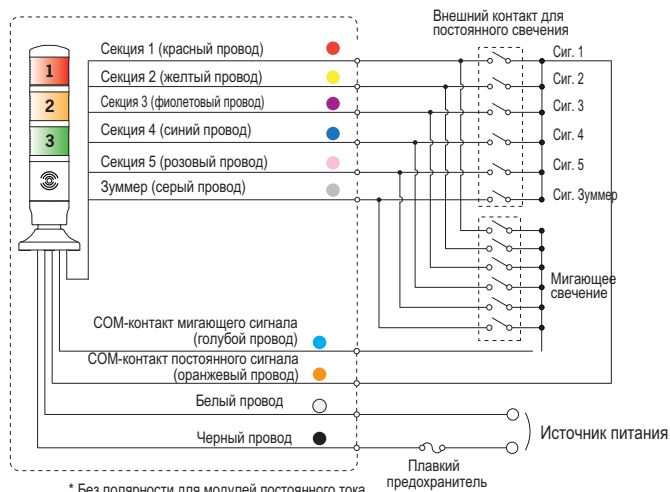 Внешний контакт для
постоянного свечения
Секция 1 (красный провод)
Сиг. 1
Секция 2 (желтый провод)
Сиг. 2
Секция 3 (фиолетовый провод)
Сиг. 3
Секция 4 (синий провод)
Сиг. 4
Секция 5 (розовый провод)
Сиг. 5
Зуммер (серый провод)
Сиг. Зуммер
1
2
3
Мигающее
свечение
COM-контакт мигающего сигнала
(голубой провод)
COM-контакт постоянного сигнала
(оранжевый провод)
Белый провод
Черный провод
Источник питания
Плавкий
предохранитель
* Без полярности для модулей постоянного тока